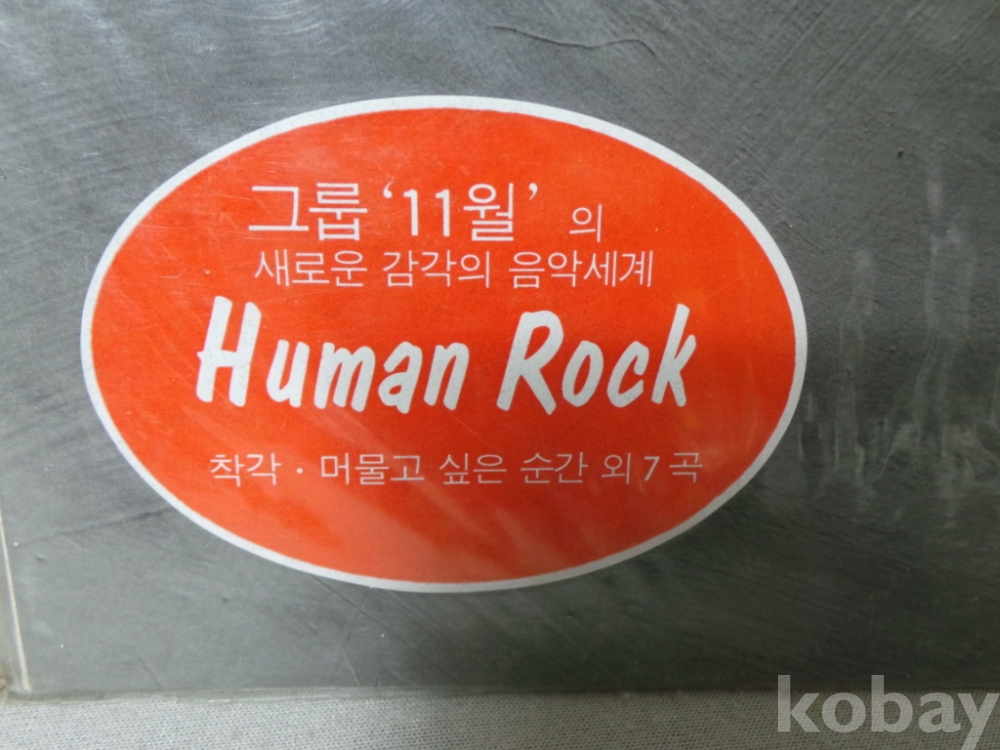 그룹 ‘11월’ 의
새로운 감각의 음악세계
Human Rock
착각 · 머물고 싶은 순간 외 7 곡
kobay